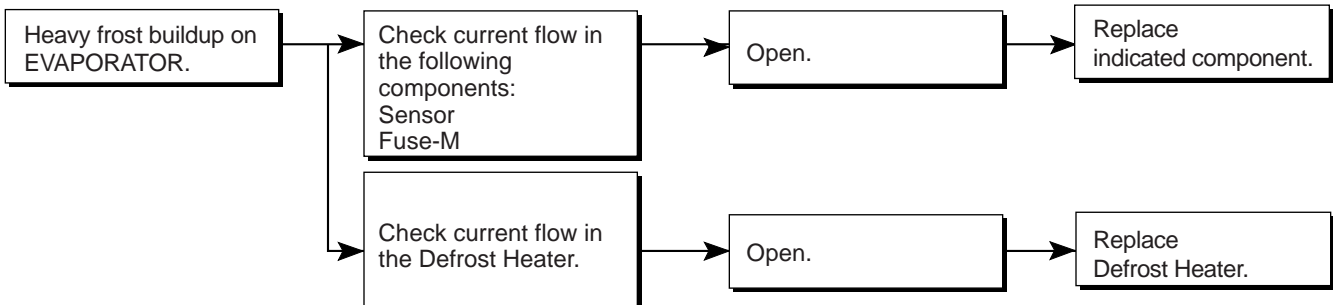 Heavy frost buildup on
EVAPORATOR.
Check current flow in
the following
components:
Sensor
Fuse-M
Open.
Replace
indicated component.
Check current flow in
the Defrost Heater.
Open.
Replace
Defrost Heater.